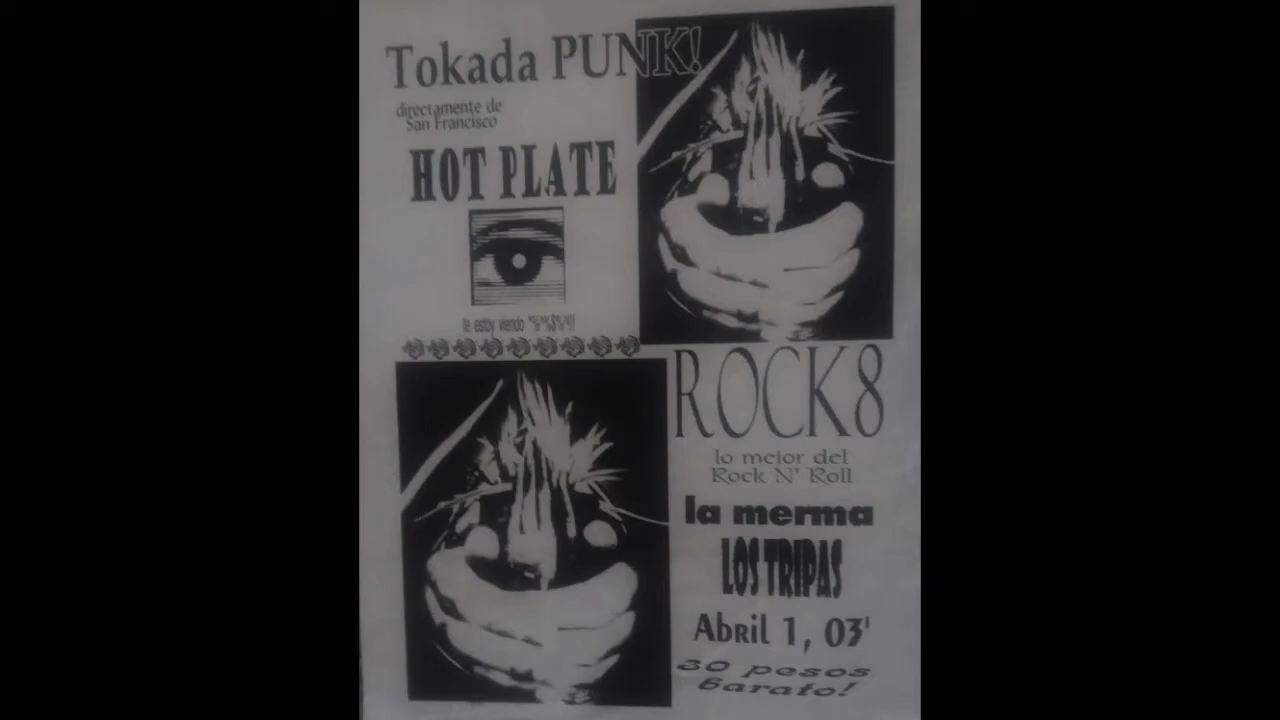 Tokada PUNK!
directamente de
San Francisco
HOT PLATE
le estoy viendo *%^%$%^!!!
ROCK8
lo mejor del
Rock N' Roll
la merma
LOS TRIPAS
Abril 1, 03'
30 pesos
barato!